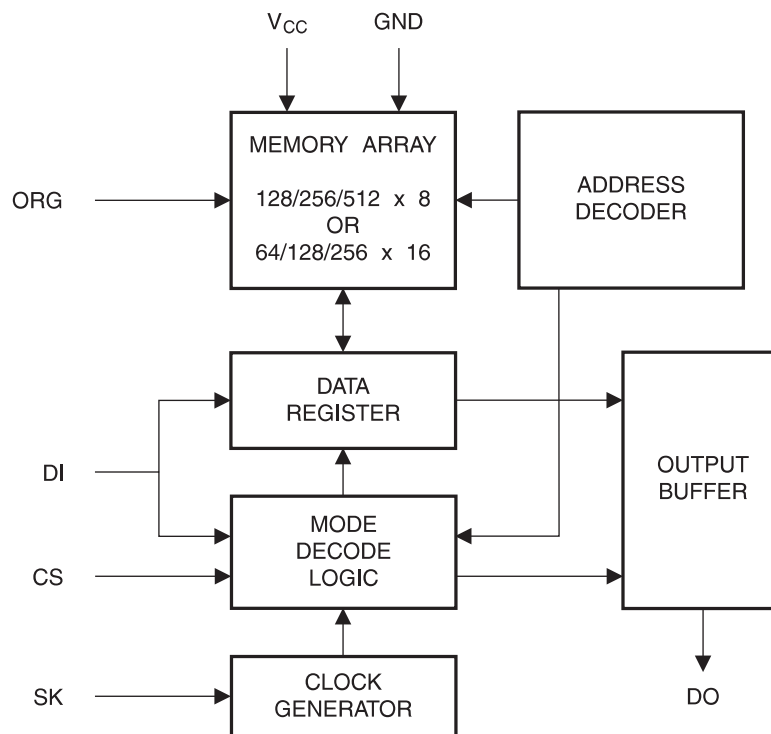 VCC
GND
MEMORY ARRAY
128/256/512 x 8
OR
64/128/256 x 16
ADDRESS
DECODER
ORG
DATA
REGISTER
OUTPUT
BUFFER
DI
MODE
DECODE
LOGIC
CS
CLOCK
GENERATOR
SK
DO